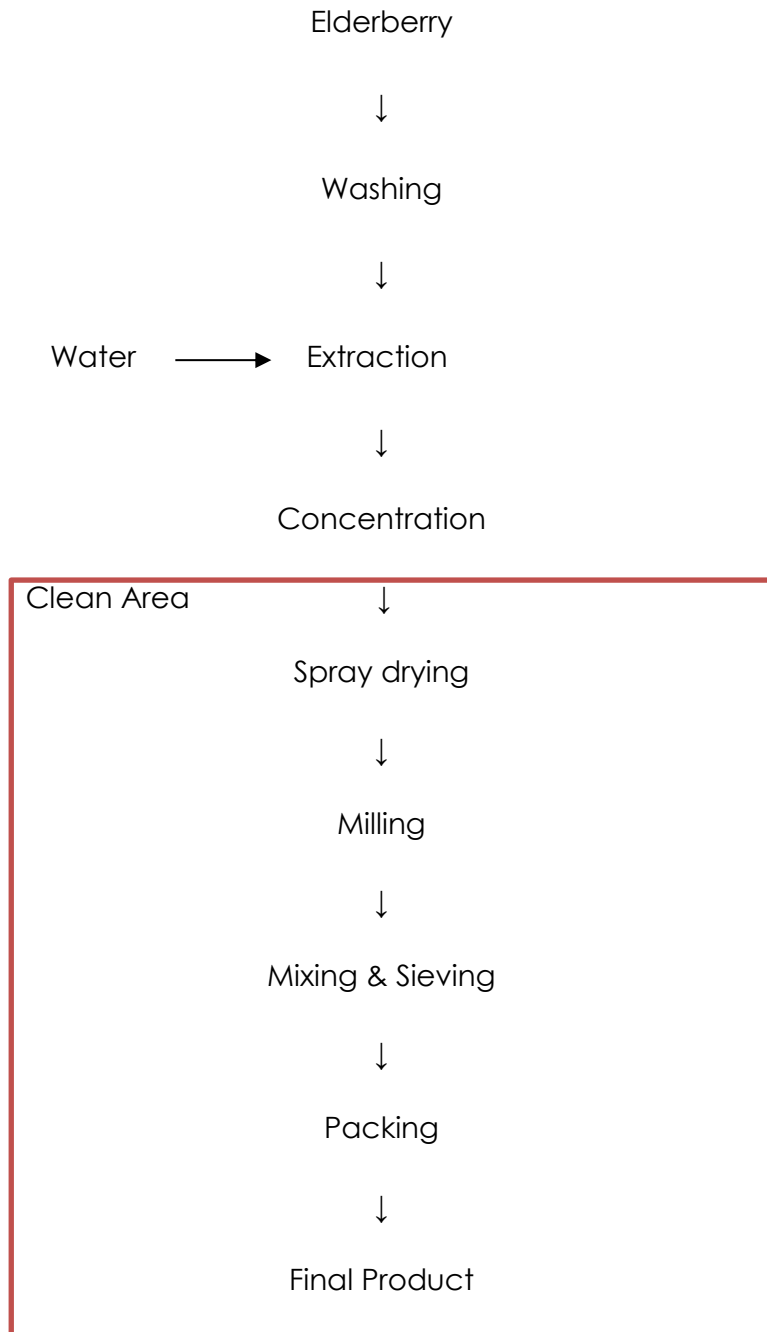 Elderberry
↓
Washing
↓
Water → Extraction
↓
Concentration
Clean Area ↓
Spray drying
↓
Milling
↓
Mixing & Sieving
↓
Packing
↓
Final Product